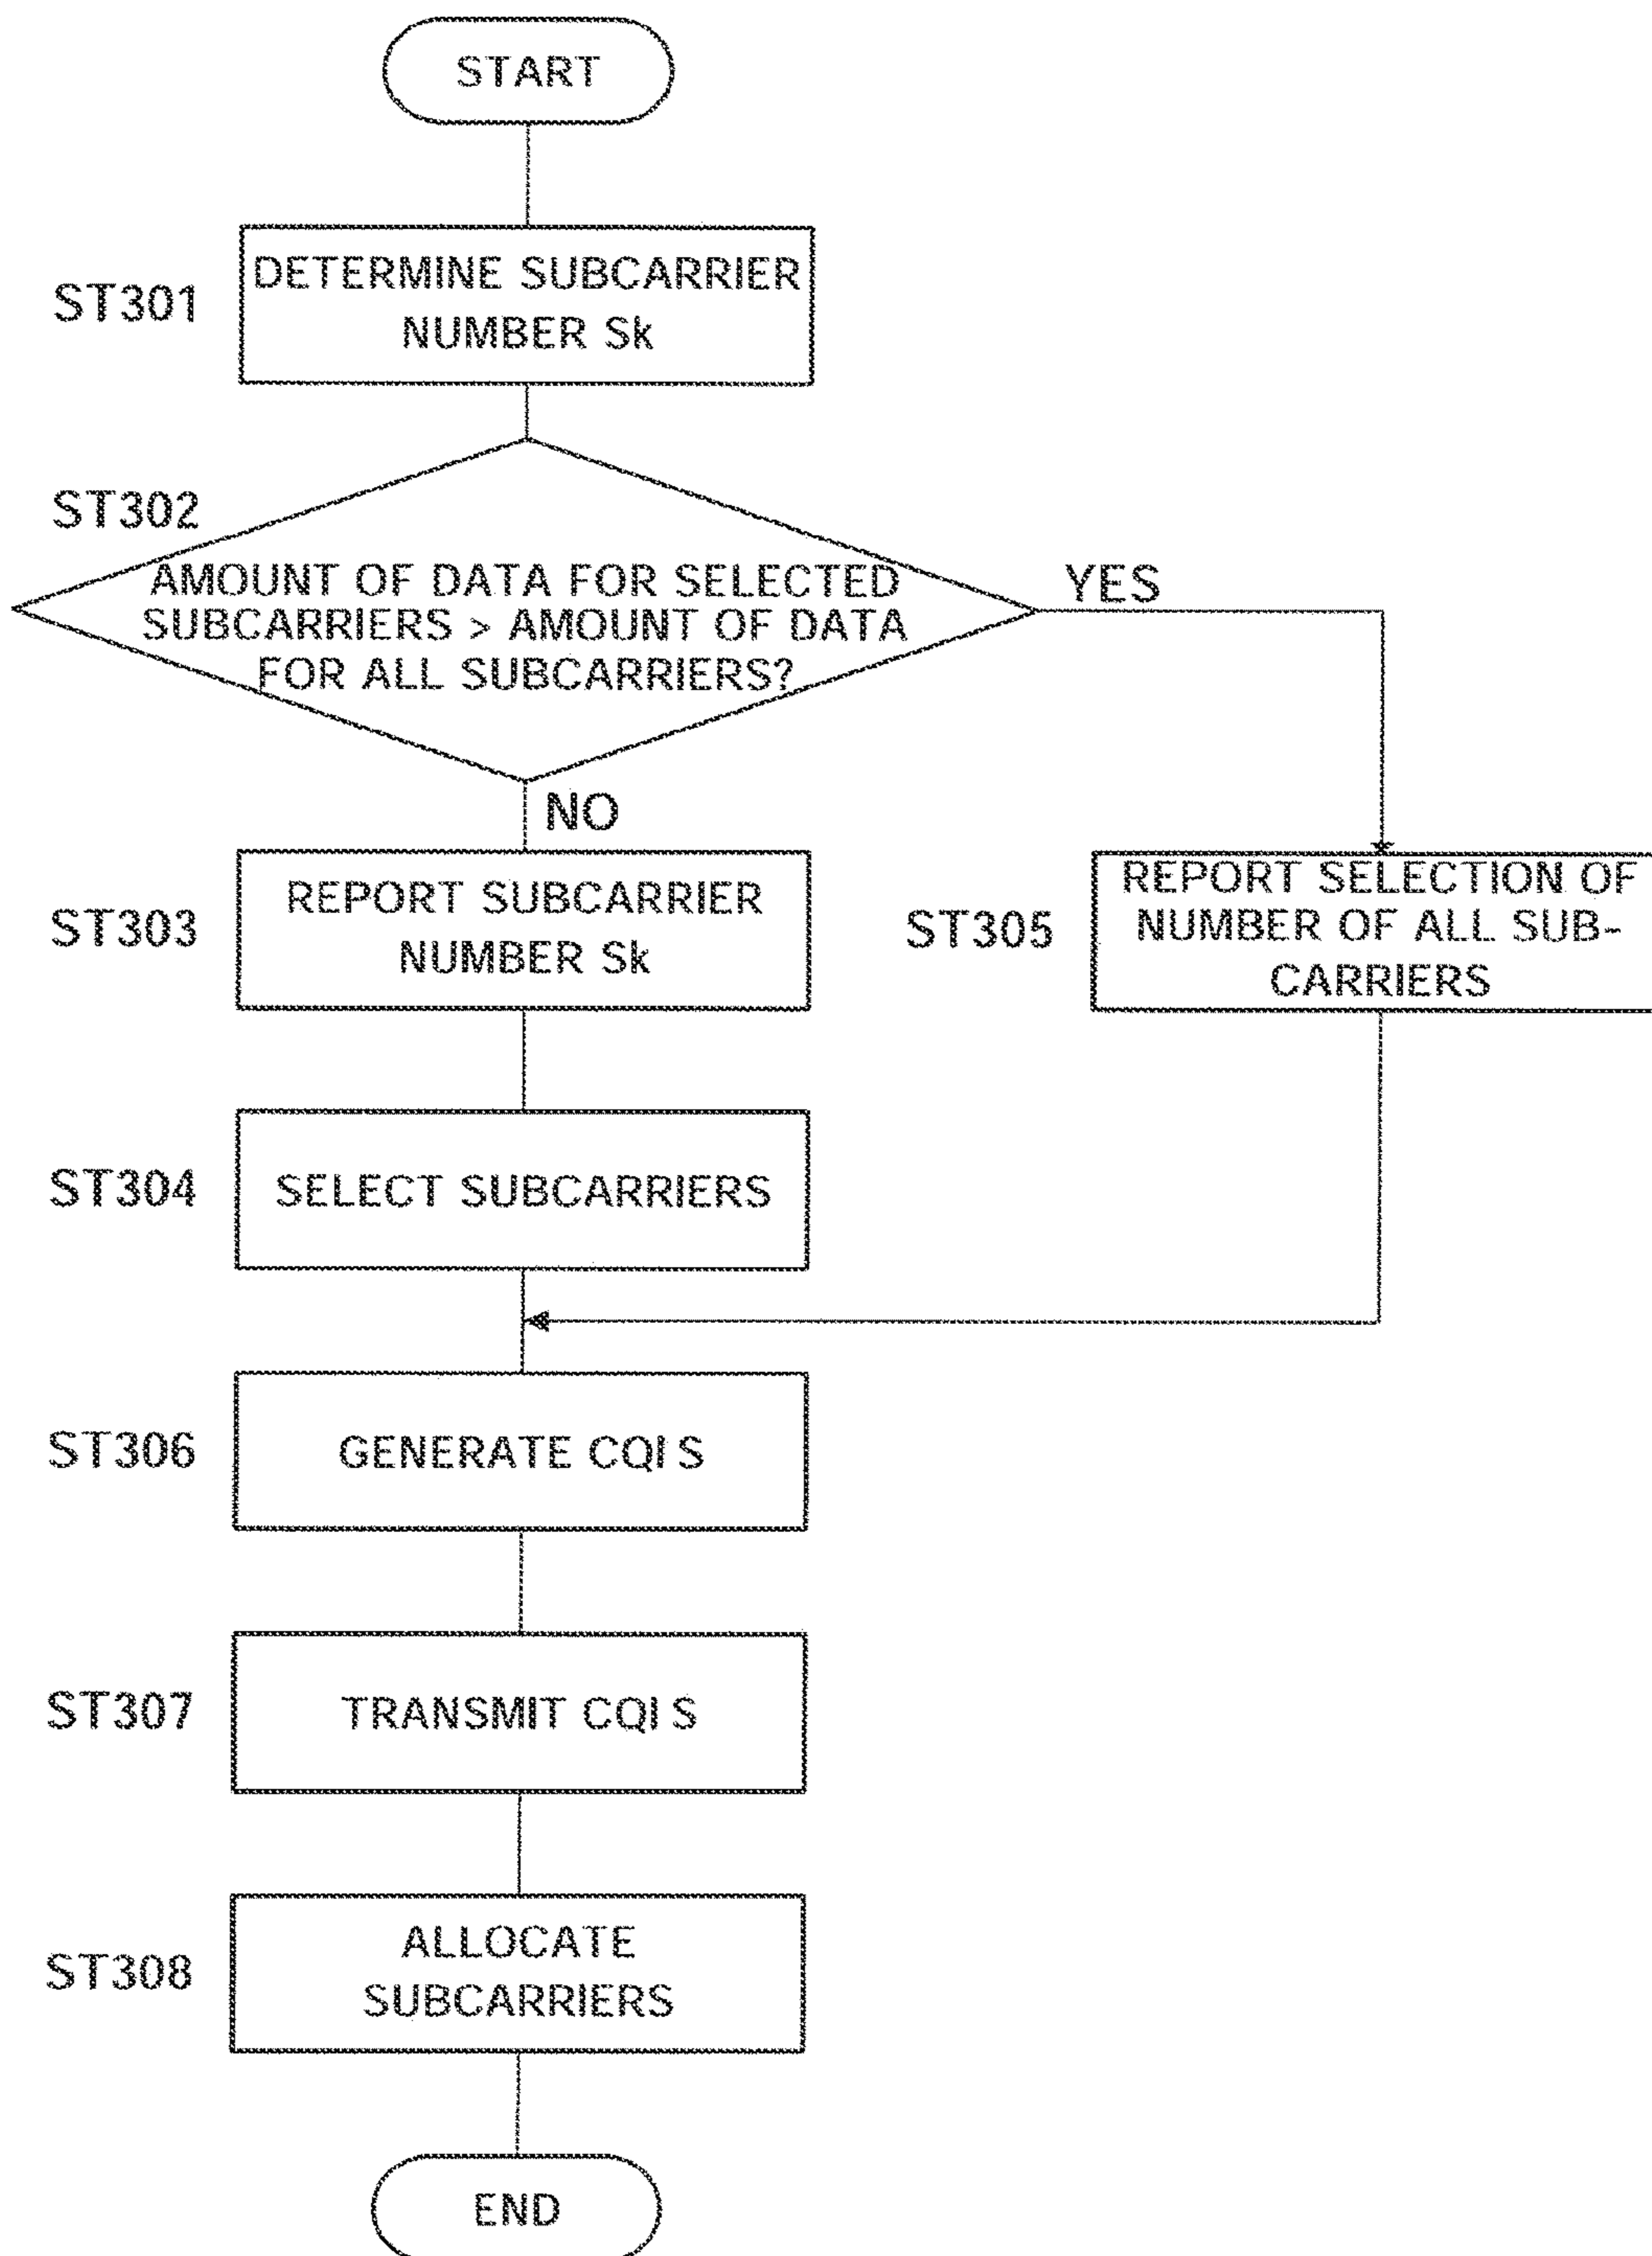 START
ST301
DETERMINE SUBCARRIER
NUMBER Sk
ST302
AMOUNT OF DATA FOR SELECTED
SUBCARRIERS > AMOUNT OF DATA
FOR ALL SUBCARRIERS?
YES
NO
ST303
REPORT SUBCARRIER
NUMBER Sk
ST305
REPORT SELECTION OF
NUMBER OF ALL SUB-
CARRIERS
ST304
SELECT SUBCARRIERS
ST306
GENERATE CQI S
ST307
TRANSMIT CQI S
ST308
ALLOCATE
SUBCARRIERS
END